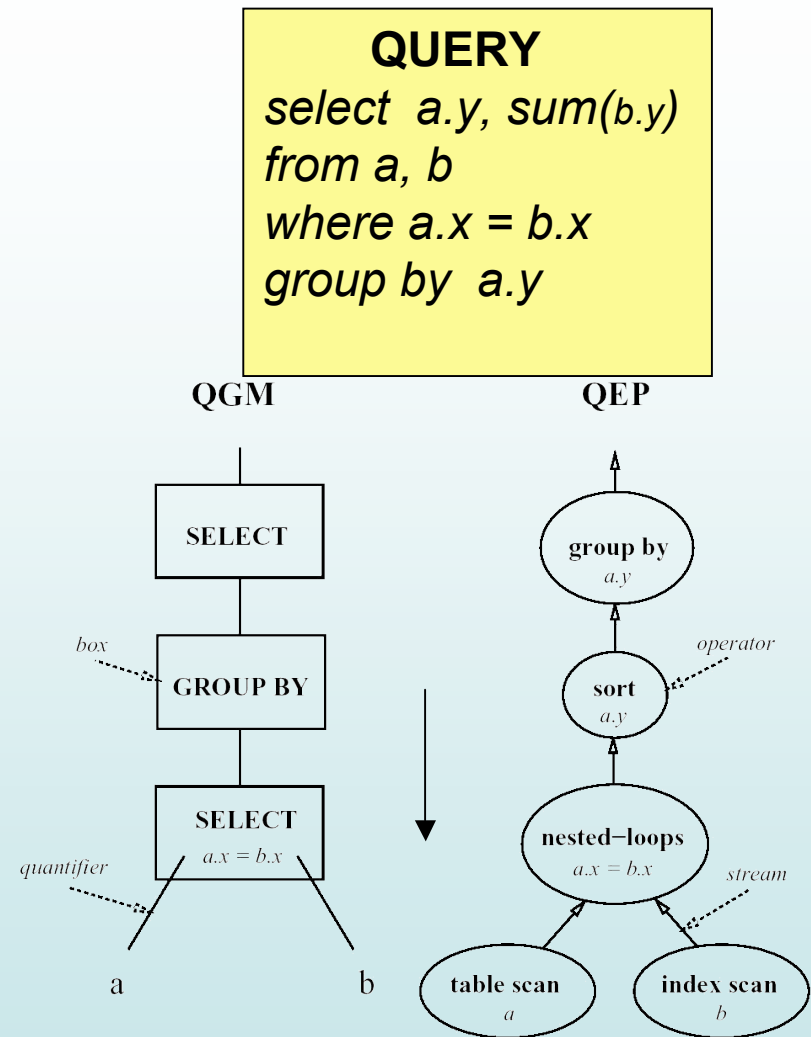 QUERY
select a.y, sum(b.y)
from a, b
where a.x = b.x
group by a.y
QGM
SELECT
box
GROUP BY
SELECT
a.x = b.x
quantifier
a
b
QEP
group by
a.y
operator
sort
a.y
nested-loops
a.x = b.x
stream
table scan
a
index scan
b